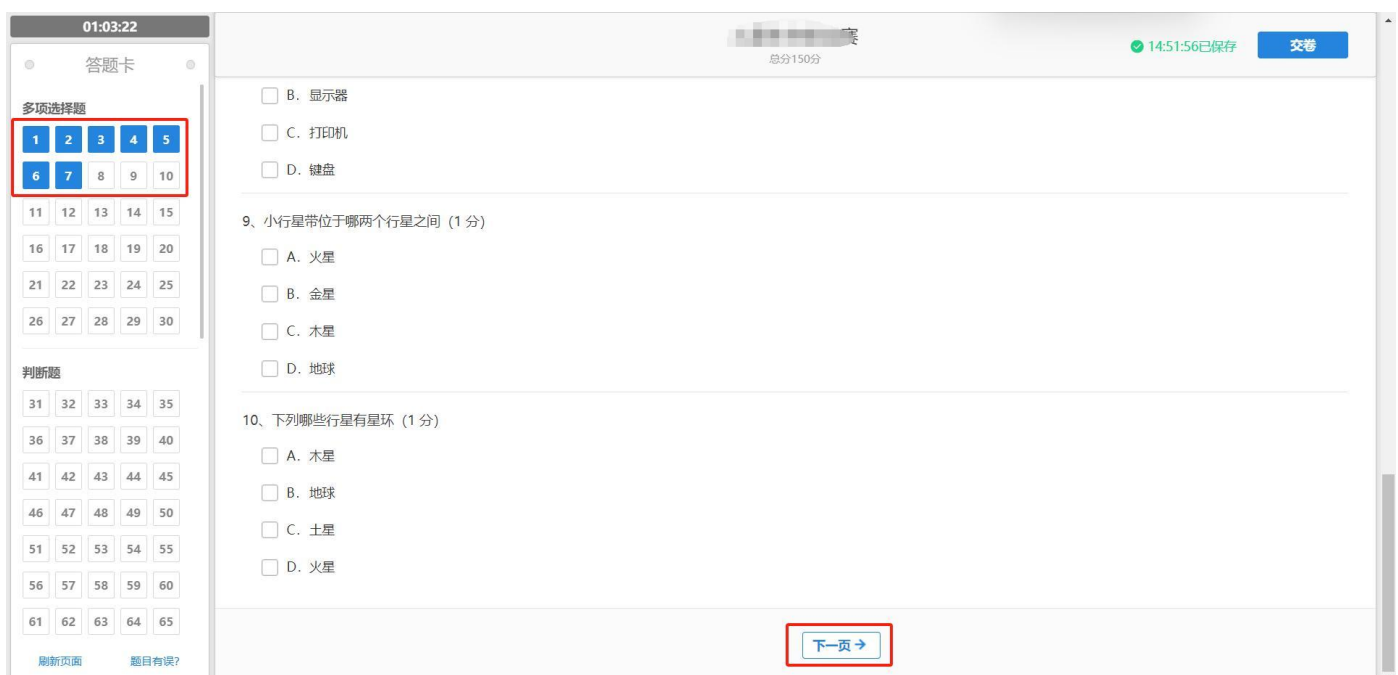 01:03:22
答题卡
多项选择题
1 2 3 4 5
6 7 8 9 10
11 12 13 14 15
16 17 18 19 20
21 22 23 24 25
26 27 28 29 30
判断题
31 32 33 34 35
36 37 38 39 40
41 42 43 44 45
46 47 48 49 50
51 52 53 54 55
56 57 58 59 60
61 62 63 64 65
刷新页面 题目有误?
赛
总分150分
14:51:56已保存
交卷
B. 显示器
C. 打印机
D. 键盘
9、小行星带位于哪两个行星之间 (1 分)
A. 火星
B. 金星
C. 木星
D. 地球
10、下列哪些行星有星环 (1 分)
A. 木星
B. 地球
C. 土星
D. 火星
下一页→